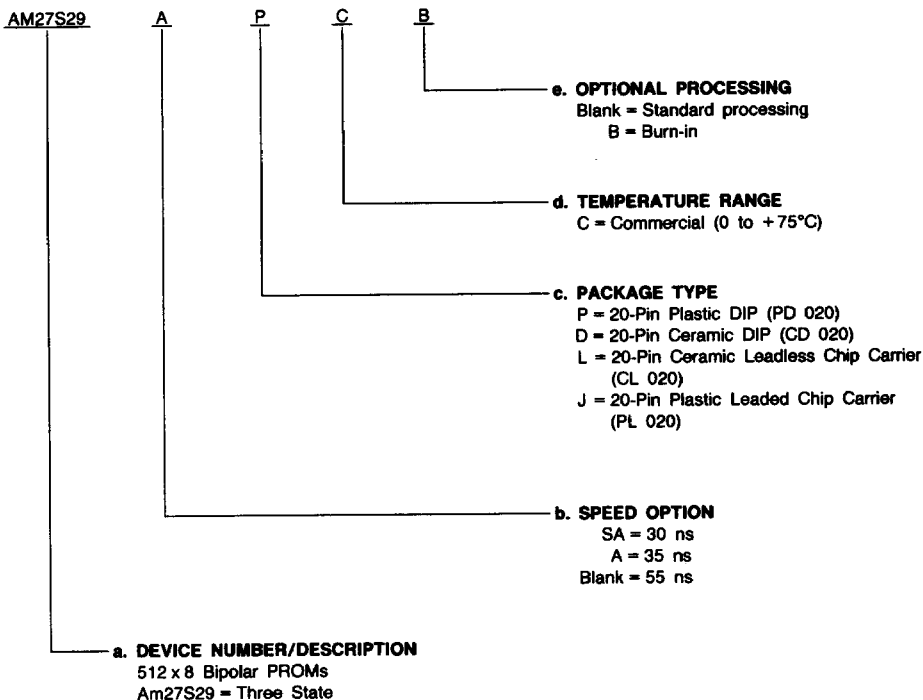 AM27S29 A P C B
e. OPTIONAL PROCESSING
Blank = Standard processing
B = Burn-in
d. TEMPERATURE RANGE
C = Commercial (0 to +75°C)
c. PACKAGE TYPE
P = 20-Pin Plastic DIP (PD 020)
D = 20-Pin Ceramic DIP (CD 020)
L = 20-Pin Ceramic Leadless Chip Carrier
(CL 020)
J = 20-Pin Plastic Leaded Chip Carrier
(PL 020)
b. SPEED OPTION
SA = 30 ns
A = 35 ns
Blank = 55 ns
a. DEVICE NUMBER/DESCRIPTION
512 x 8 Bipolar PROMs
Am27S29 = Three State